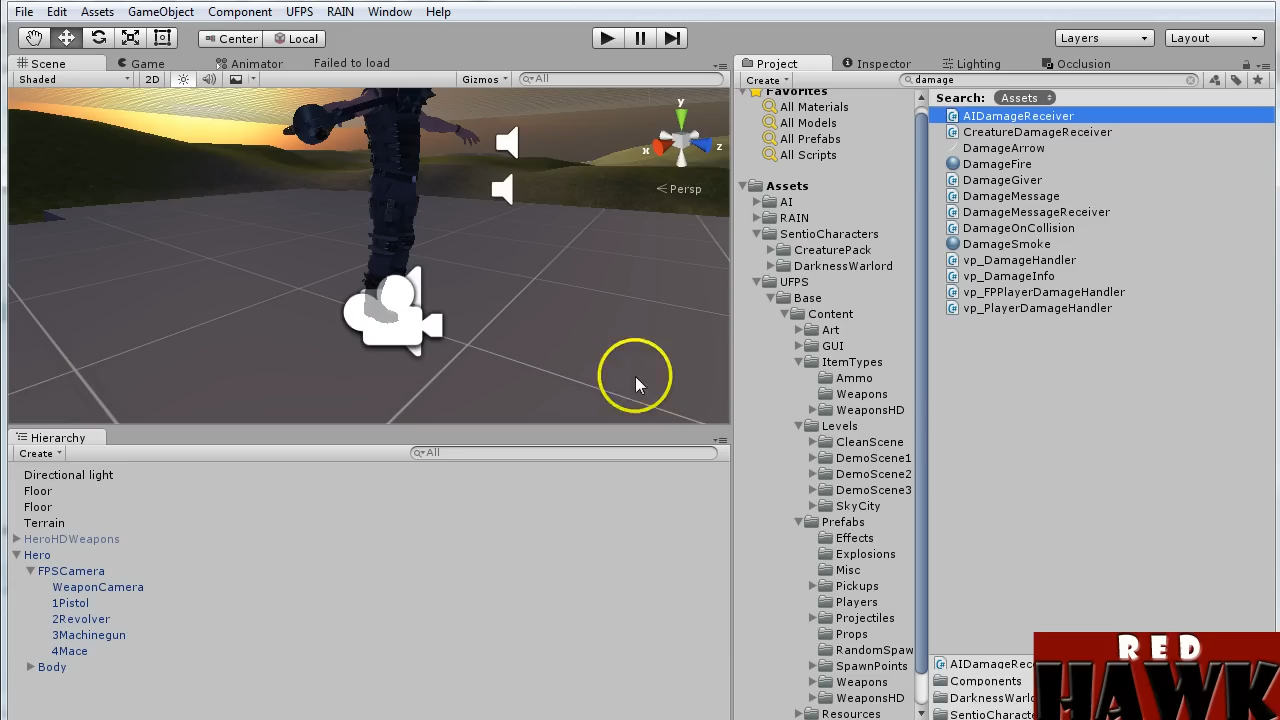 File Edit Assets GameObject Component UFPS RAIN Window Help
Center Local Layers Layout
Scene Game Animator Failed to load
Shaded 2D Gizmos All
y
x
z
Persp
Hierarchy
Create All
Directional light
Floor
Floor
Terrain
HeroHDWeapons
Hero
FPSCamera
WeaponCamera
1Pistol
2Revolver
3Machinegun
4Mace
Body
Project Inspector Lighting Occlusion
Create damage
Favorites
All Materials
All Models
All Prefabs
All Scripts
Assets
AI
RAIN
SentioCharacters
CreaturePack
DarknessWarlord
UFPS
Base
Content
Art
GUI
ItemTypes
Ammo
Weapons
WeaponsHD
Levels
CleanScene
DemoScene1
DemoScene2
DemoScene3
SkyCity
Prefabs
Effects
Explosions
Misc
Pickups
Players
Projectiles
Props
RandomSpaw
SpawnPoints
Weapons
WeaponsHD
Resources
Search: Assets
AIDamageReceiver
CreatureDamageReceiver
DamageArrow
DamageFire
DamageGiver
DamageMessage
DamageMessageReceiver
DamageOnCollision
DamageSmoke
vp_DamageHandler
vp_DamageInfo
vp_FPPlayerDamageHandler
vp_PlayerDamageHandler
AIDamageRece
Components
DarknessWarlo
SentioCharacte
RED
HAWK